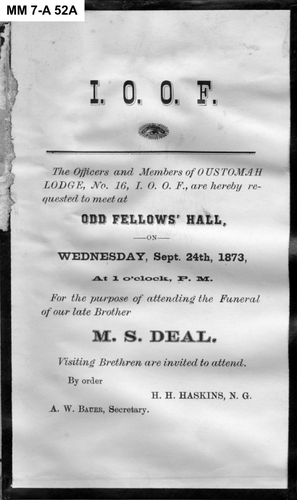 MM 7-A 52A
I. O. O. F.
The Officers and Members of OUSTOMAH
LODGE, No. 16, I. O. O. F., are hereby re-
quested to meet at
ODD FELLOWS' HALL,
—ON—
WEDNESDAY, Sept. 24th, 1873,
At 1 o'clock, P. M.
For the purpose of attending the Funeral
of our late Brother
M. S. DEAL.
Visiting Brethren are invited to attend.
By order
H. H. HASKINS, N. G.
A. W. BAUER, Secretary.